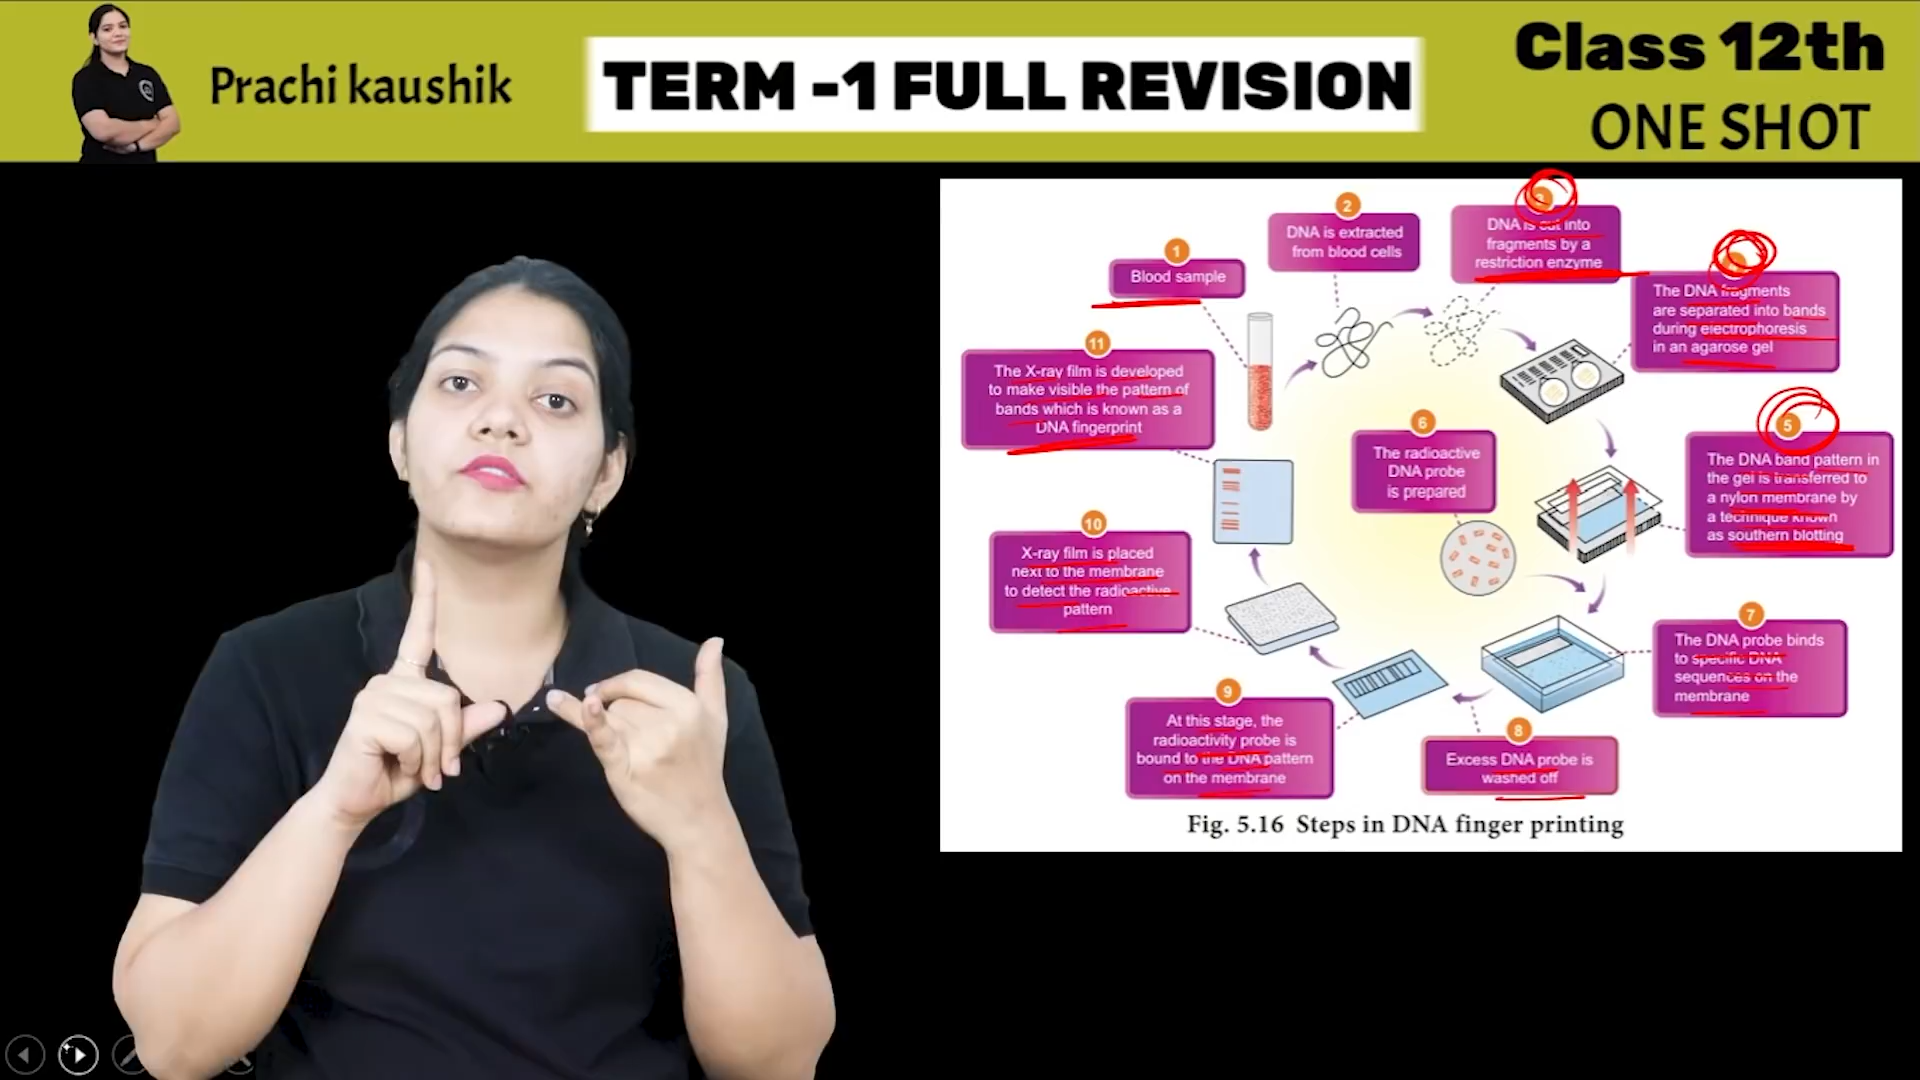 Prachi kaushik
TERM -1 FULL REVISION
Class 12th
ONE SHOT
1
Blood sample
2
DNA is extracted
from blood cells
3
DNA is cut into
fragments by a
restriction enzyme
The DNA fragments
are separated into bands
during electrophoresis
in an agarose gel
5
The DNA band pattern in
the gel is transferred to
a nylon membrane by
a technique known
as southern blotting
6
The radioactive
DNA probe
is prepared
7
The DNA probe binds
to specific DNA
sequences on the
membrane
8
Excess DNA probe is
washed off
9
At this stage, the
radioactivity probe is
bound to the DNA pattern
on the membrane
10
X-ray film is placed
next to the membrane
to detect the radioactive
pattern
11
The X-ray film is developed
to make visible the pattern of
bands which is known as a
DNA fingerprint
Fig. 5.16 Steps in DNA finger printing